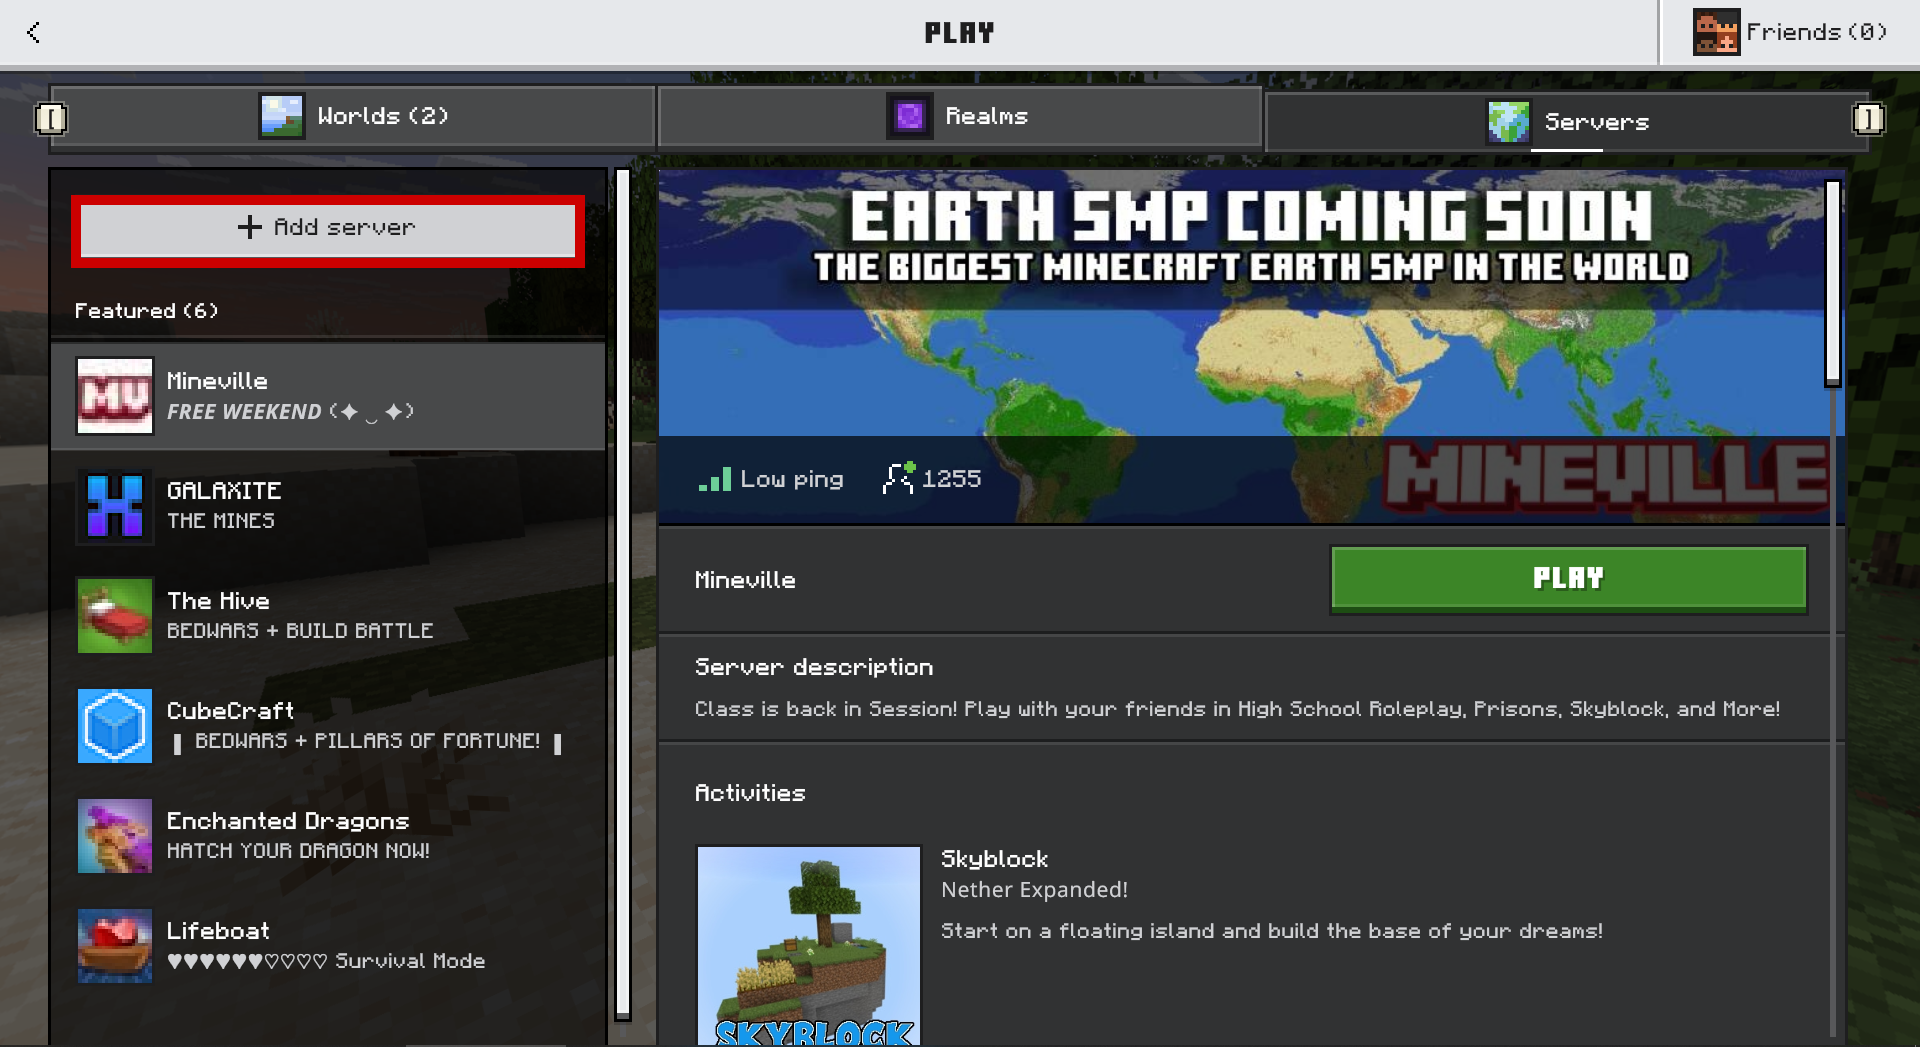 PLAY
Friends (0)
[
Worlds (2)
Realms
Servers
]
+ Add server
Featured (6)
MV
Mineville
FREE WEEKEND (✦ ‿ ✦)
GALAXITE
THE MINES
The Hive
BEDWARS + BUILD BATTLE
CubeCraft
BEDWARS + PILLARS OF FORTUNE!
Enchanted Dragons
HATCH YOUR DRAGON NOW!
Lifeboat
♥♥♥♥♥♥♡♡♡♡ Survival Mode
EARTH SMP COMING SOON
THE BIGGEST MINECRAFT EARTH SMP IN THE WORLD
Low ping
1255
MINEVILLE
Mineville
PLAY
Server description
Class is back in Session! Play with your friends in High School Roleplay, Prisons, Skyblock, and More!
Activities
Skyblock
Nether Expanded!
Start on a floating island and build the base of your dreams!
SKYBLOCK